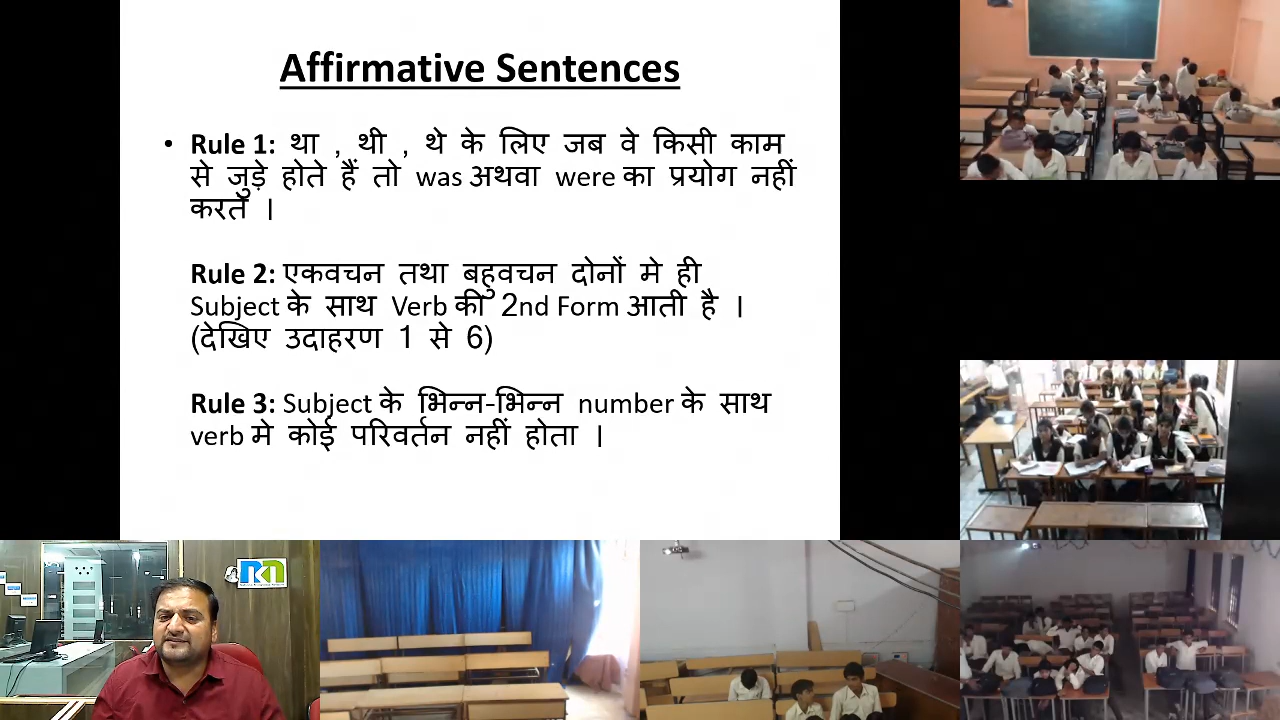 Affirmative Sentences
• Rule 1: था , थी , थे के लिए जब वे किसी काम
से जुड़े होते हैं तो was अथवा were का प्रयोग नहीं
करते ।
Rule 2: एकवचन तथा बहुवचन दोनों मे ही
Subject के साथ Verb की 2nd Form आती है ।
(देखिए उदाहरण 1 से 6)
Rule 3: Subject के भिन्न-भिन्न number के साथ
verb मे कोई परिवर्तन नहीं होता ।